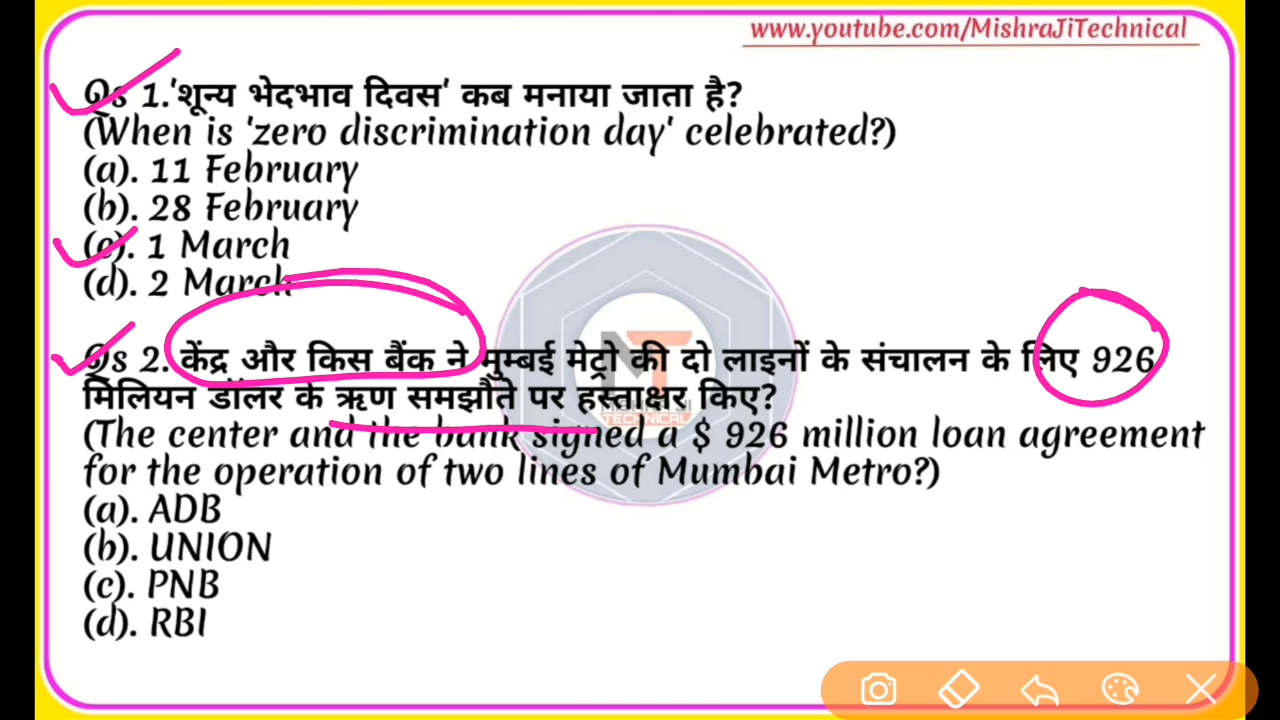 www.youtube.com/MishraJiTechnical
Qs 1.'शून्य भेदभाव दिवस' कब मनाया जाता है?
(When is 'zero discrimination day' celebrated?)
(a). 11 February
(b). 28 February
(c). 1 March
(d). 2 March
Qs 2. केंद्र और किस बैंक ने मुम्बई मेट्रो की दो लाइनों के संचालन के लिए 926
मिलियन डॉलर के ऋण समझौते पर हस्ताक्षर किए?
(The center and the bank signed a $ 926 million loan agreement
for the operation of two lines of Mumbai Metro?)
(a). ADB
(b). UNION
(c). PNB
(d). RBI